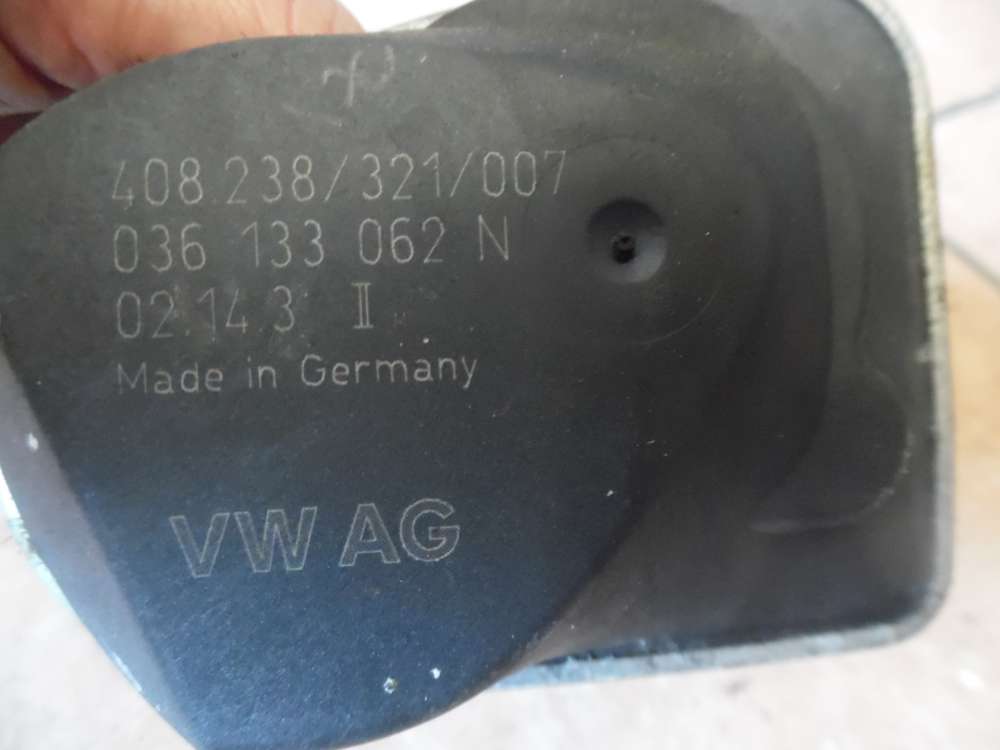 408.238/321/007
036 133 062 N
02.14.3 II
Made in Germany
VW AG